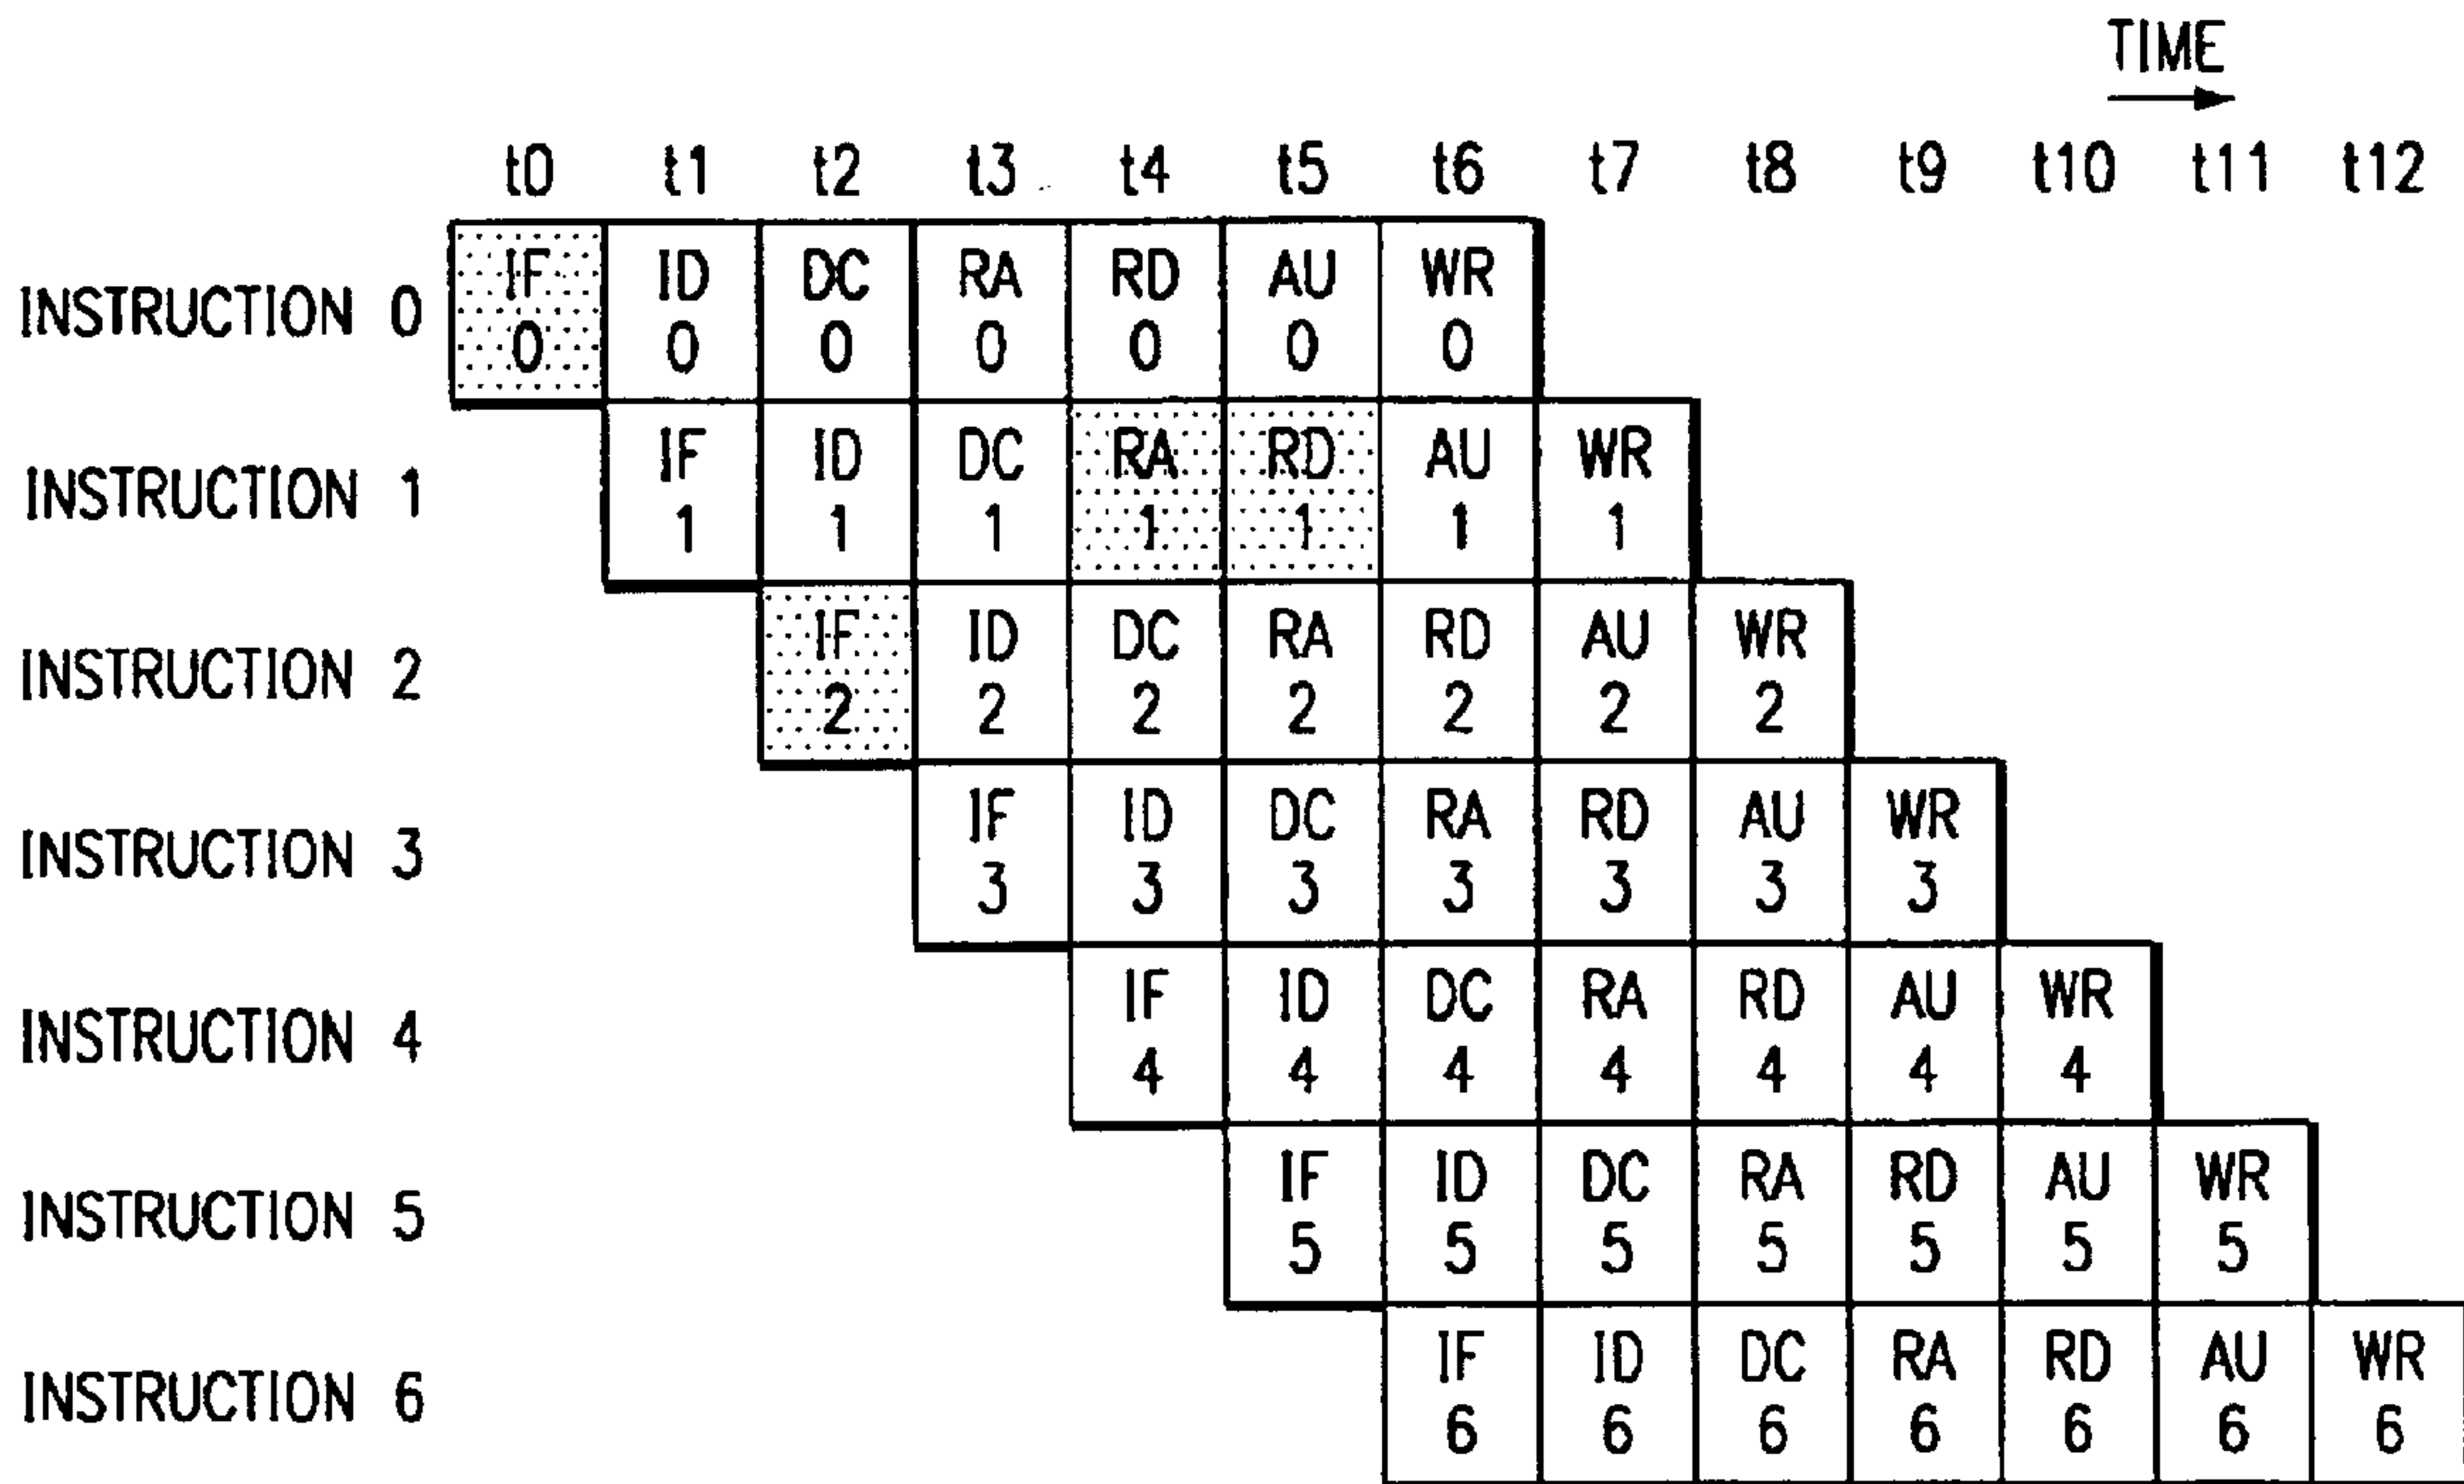 TIME
t0 t1 t2 t3 t4 t5 t6 t7 t8 t9 t10 t11 t12
IF ID DC RA RD AU WR
INSTRUCTION 0
0 0 0 0 0 0 0
IF ID DC RA RD AU WR
INSTRUCTION 1
1 1 1 1 1 1 1
IF ID DC RA RD AU WR
INSTRUCTION 2
2 2 2 2 2 2 2
IF ID DC RA RD AU WR
INSTRUCTION 3
3 3 3 3 3 3 3
IF ID DC RA RD AU WR
INSTRUCTION 4
4 4 4 4 4 4 4
IF ID DC RA RD AU WR
INSTRUCTION 5
5 5 5 5 5 5 5
IF ID DC RA RD AU WR
INSTRUCTION 6
6 6 6 6 6 6 6